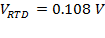 V_RTD = 0.108 V